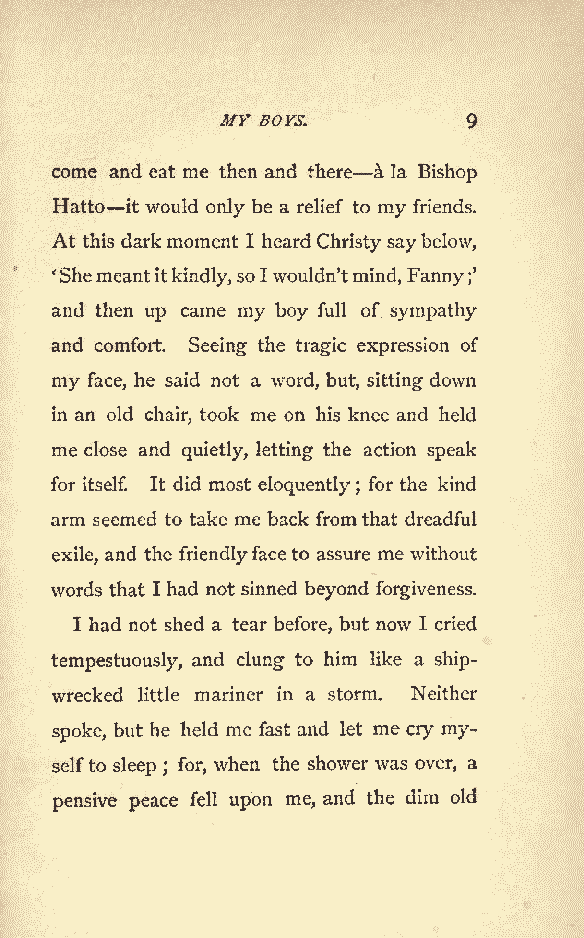 MY BOYS. 9
come and eat me then and there—à la Bishop
Hatto—it would only be a relief to my friends.
At this dark moment I heard Christy say below,
‘She meant it kindly, so I wouldn’t mind, Fanny;’
and then up came my boy full of sympathy
and comfort. Seeing the tragic expression of
my face, he said not a word, but, sitting down
in an old chair, took me on his knee and held
me close and quietly, letting the action speak
for itself. It did most eloquently; for the kind
arm seemed to take me back from that dreadful
exile, and the friendly face to assure me without
words that I had not sinned beyond forgiveness.
I had not shed a tear before, but now I cried
tempestuously, and clung to him like a ship-
wrecked little mariner in a storm. Neither
spoke, but he held me fast and let me cry my-
self to sleep; for, when the shower was over, a
pensive peace fell upon me, and the dim old